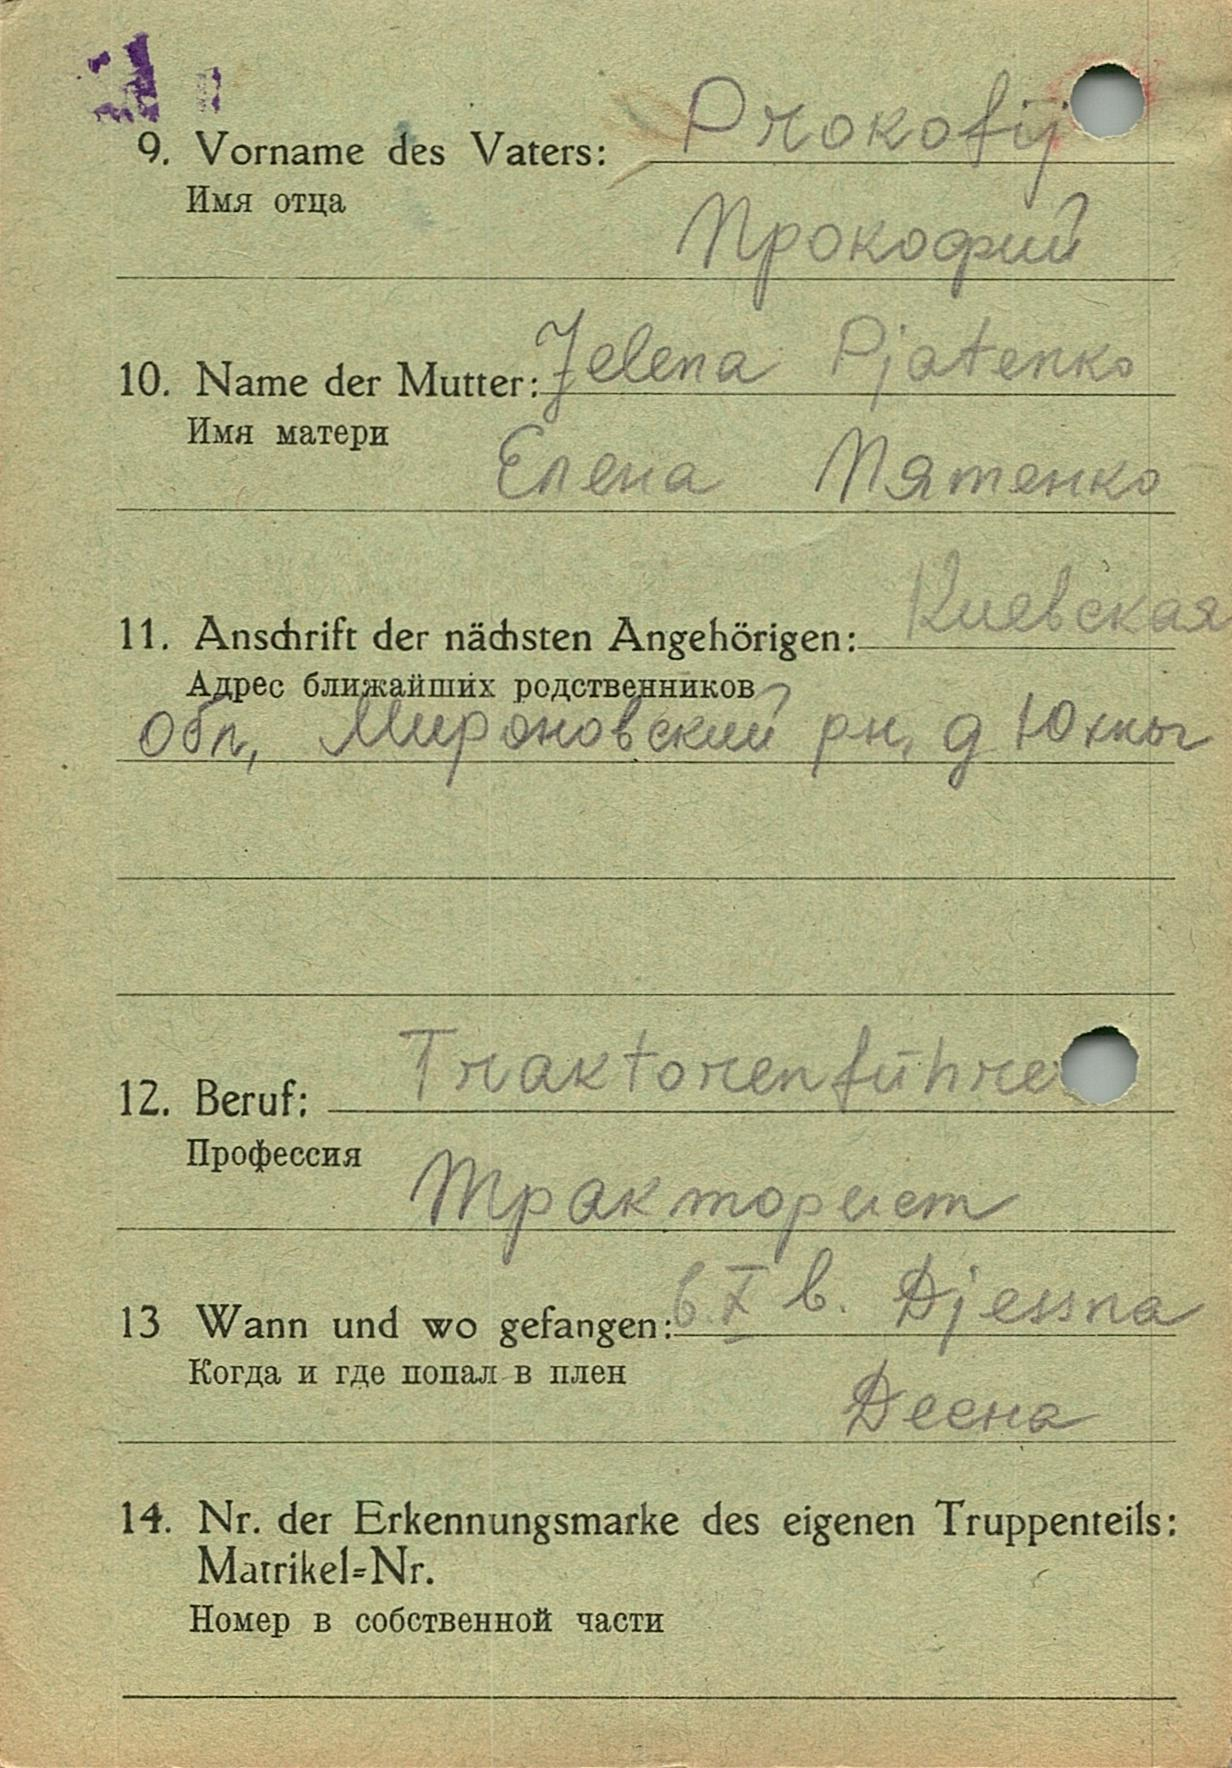 Prokofij
9. Vorname des Vaters:
Имя отца
Прокофий
10. Name der Mutter: Jelena Pjatenko
Имя матери
Елена Пятенко
11. Anschrift der nächsten Angehörigen: Киевская
Адрес ближайших родственников
обл, Мироновский рн, д Юхны
12. Beruf: Traktorenführe
Профессия
Тракторист
13 Wann und wo gefangen: 6.X b. Djessna
Когда и где попал в плен
Десна
14. Nr. der Erkennungsmarke des eigenen Truppenteils:
Matrikel=Nr.
Номер в собственной части